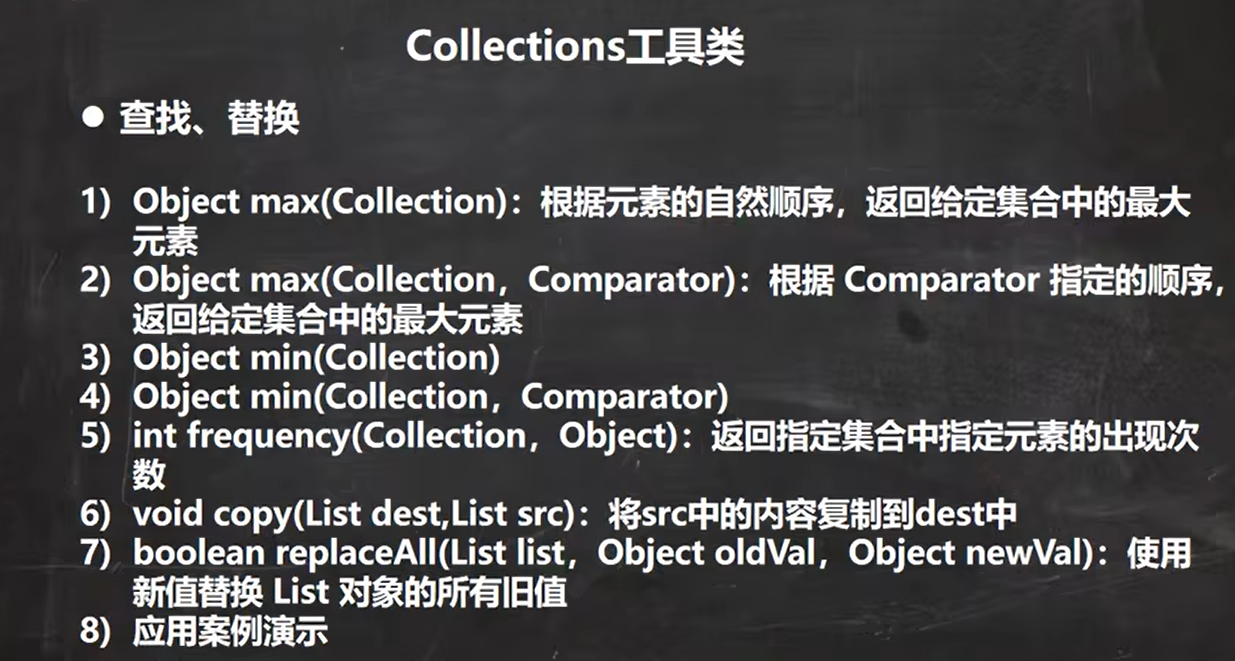 Collections工具类
● 查找、替换
1) Object max(Collection)：根据元素的自然顺序，返回给定集合中的最大
元素
2) Object max(Collection，Comparator)：根据 Comparator 指定的顺序，
返回给定集合中的最大元素
3) Object min(Collection)
4) Object min(Collection，Comparator)
5) int frequency(Collection，Object)：返回指定集合中指定元素的出现次
数
6) void copy(List dest,List src)：将src中的内容复制到dest中
7) boolean replaceAll(List list，Object oldVal，Object newVal)：使用
新值替换 List 对象的所有旧值
8) 应用案例演示